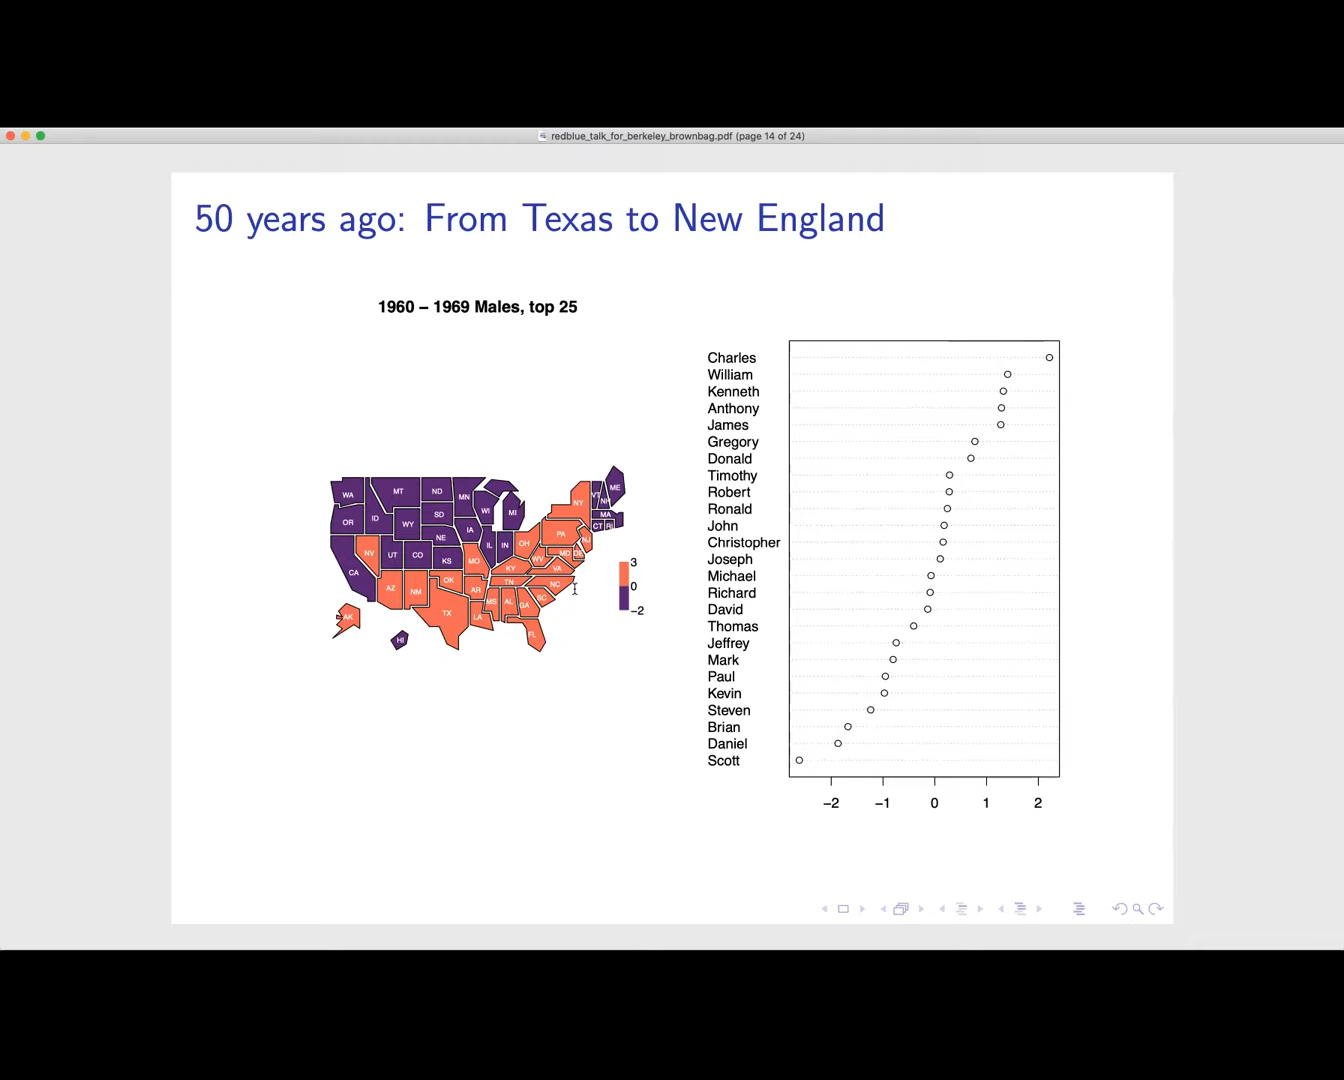 redblue_talk_for_berkeley_brownbag.pdf (page 14 of 24)
50 years ago: From Texas to New England
1960 – 1969 Males, top 25
WA
MT
ND
MN
ME
OR
ID
WY
SD
WI
MI
NY
VT
NH
MA
CT
RI
NV
UT
CO
NE
IA
IL
IN
OH
PA
NJ
CA
KS
MO
KY
WV
VA
MD
DE
AZ
NM
OK
AR
TN
NC
TX
LA
MS
AL
GA
SC
FL
AK
HI
3
0
−2
Charles
William
Kenneth
Anthony
James
Gregory
Donald
Timothy
Robert
Ronald
John
Christopher
Joseph
Michael
Richard
David
Thomas
Jeffrey
Mark
Paul
Kevin
Steven
Brian
Daniel
Scott
−2 −1 0 1 2